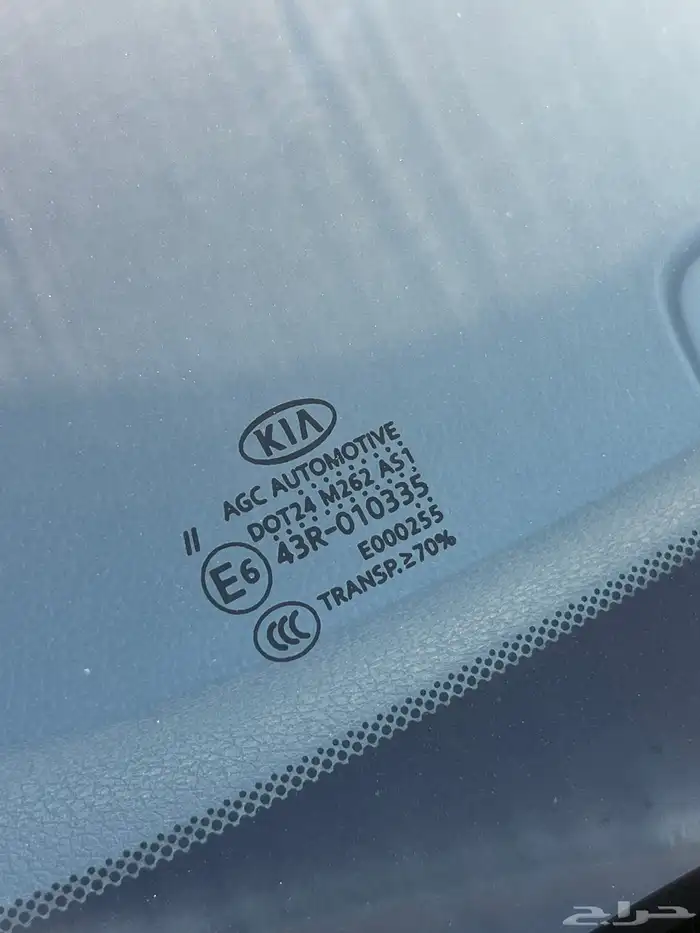 KIA
AGC AUTOMOTIVE
DOT24 M262 AS1
II
43R-010335
E6
E000255
TRANSP.≥70%
CCC
حراج